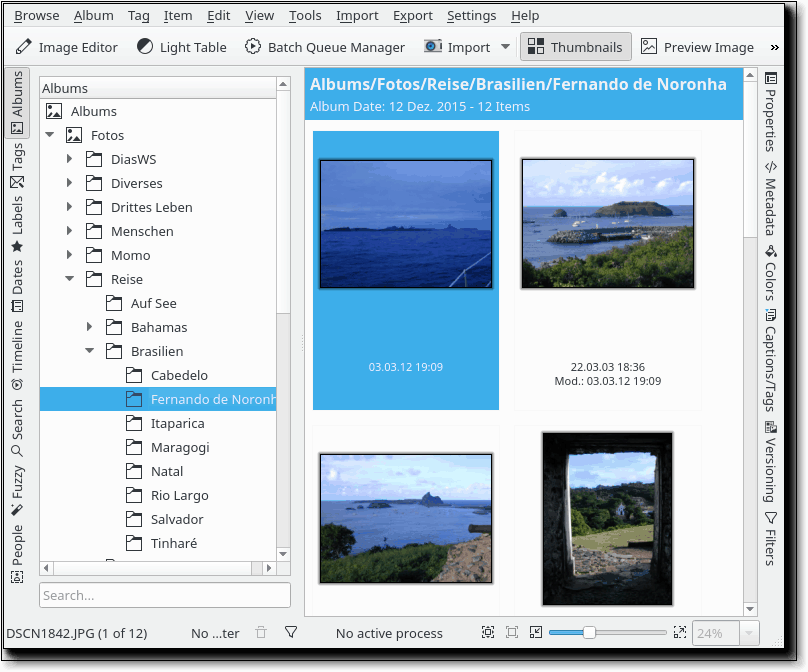 Browse Album Tag Item Edit View Tools Import Export Settings Help
Image Editor Light Table Batch Queue Manager Import Thumbnails Preview Image »
Albums
Tags
Labels
Dates
Timeline
Search
Fuzzy
People
Albums
Albums
Fotos
DiasWS
Diverses
Drittes Leben
Menschen
Momo
Reise
Auf See
Bahamas
Brasilien
Cabedelo
Fernando de Noronh
Itaparica
Maragogi
Natal
Rio Largo
Salvador
Tinharé
Search...
Albums/Fotos/Reise/Brasilien/Fernando de Noronha
Album Date: 12 Dez. 2015 - 12 Items
03.03.12 19:09
22.03.03 18:36
Mod.: 03.03.12 19:09
Properties
Metadata
Colors
Captions/Tags
Versioning
Filters
DSCN1842.JPG (1 of 12) No ...ter No active process 24%